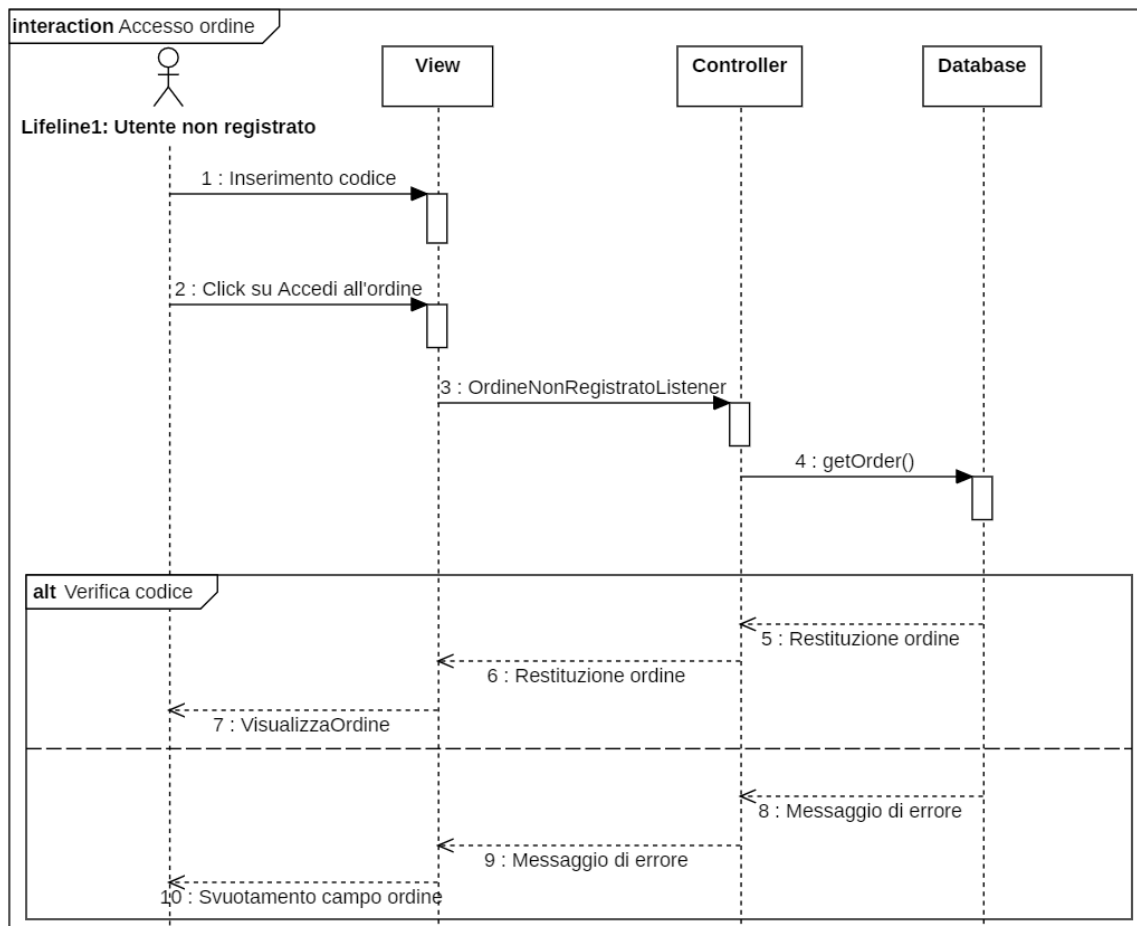 interaction Accesso ordine
View
Controller
Database
Lifeline1: Utente non registrato
1 : Inserimento codice
2 : Click su Accedi all'ordine
3 : OrdineNonRegistratoListener
4 : getOrder()
alt Verifica codice
5 : Restituzione ordine
6 : Restituzione ordine
7 : VisualizzaOrdine
8 : Messaggio di errore
9 : Messaggio di errore
10 : Svuotamento campo ordine